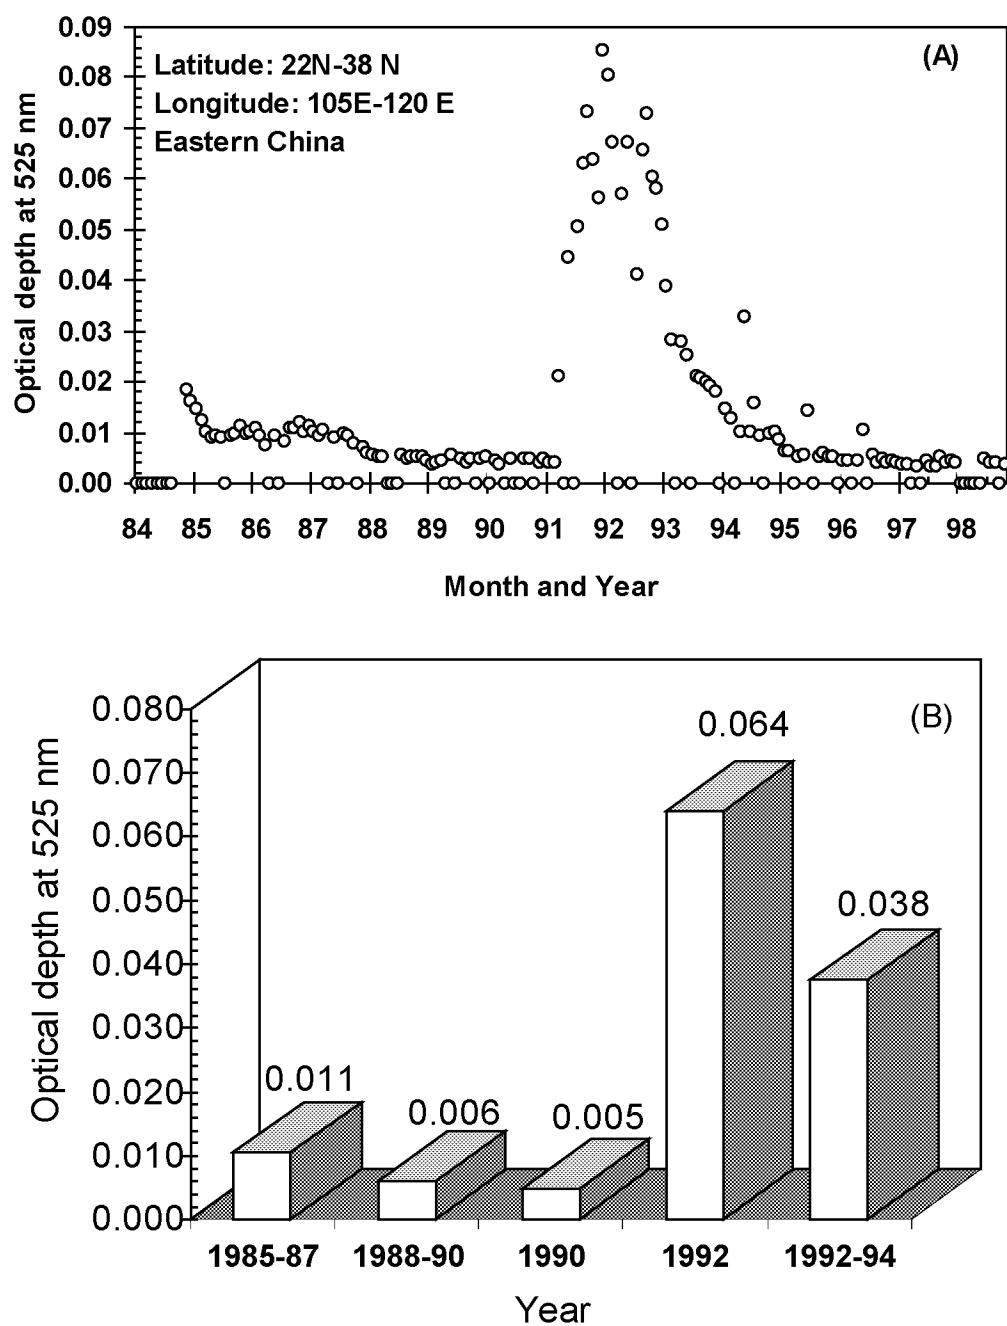 0.09
(A)
Latitude: 22N-38 N
0.08
Longitude: 105E-120 E
0.07
Eastern China
0.06
0.05
0.04
0.03
0.02
0.01
0.00
Optical depth at 525 nm
84 85 86 87 88 89 90 91 92 93 94 95 96 97 98
Month and Year
(B)
0.080
0.070
0.060
0.050
0.040
0.030
0.020
0.010
0.000
Optical depth at 525 nm
0.011
0.006
0.005
0.064
0.038
1985-87 1988-90 1990 1992 1992-94
Year